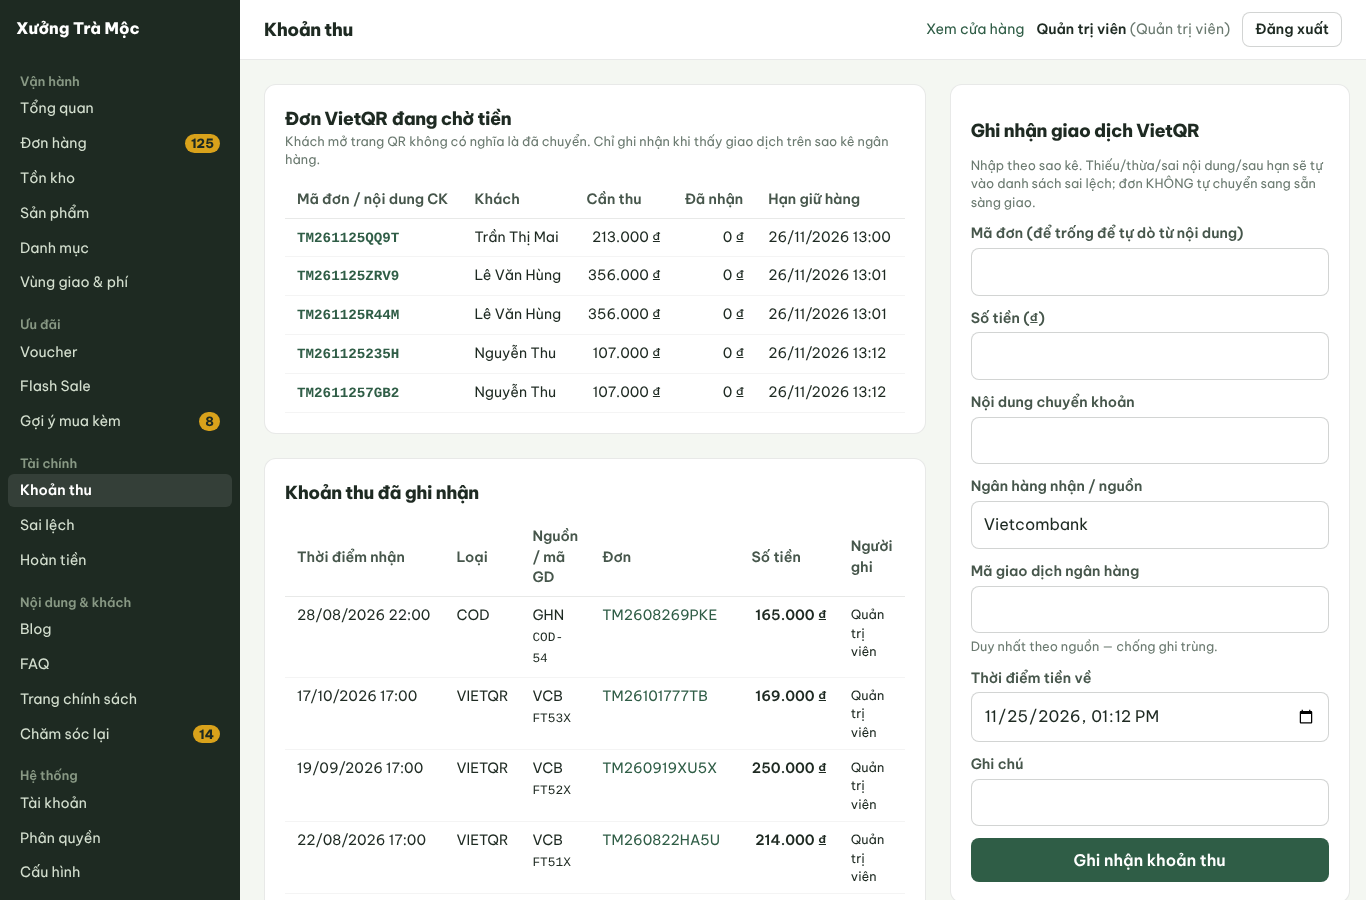 Xưởng Trà Mộc
Vận hành
Tổng quan
Đơn hàng 125
Tồn kho
Sản phẩm
Danh mục
Vùng giao & phí
Ưu đãi
Voucher
Flash Sale
Gợi ý mua kèm 8
Tài chính
Khoản thu
Sai lệch
Hoàn tiền
Nội dung & khách
Blog
FAQ
Trang chính sách
Chăm sóc lại 14
Hệ thống
Tài khoản
Phân quyền
Cấu hình
Khoản thu
Xem cửa hàng Quản trị viên (Quản trị viên) Đăng xuất
Đơn VietQR đang chờ tiền
Khách mở trang QR không có nghĩa là đã chuyển. Chỉ ghi nhận khi thấy giao dịch trên sao kê ngân
hàng.
Mã đơn / nội dung CK Khách Cần thu Đã nhận Hạn giữ hàng
TM261125QQ9T Trần Thị Mai 213.000 đ 0 đ 26/11/2026 13:00
TM261125ZRV9 Lê Văn Hùng 356.000 đ 0 đ 26/11/2026 13:01
TM261125R44M Lê Văn Hùng 356.000 đ 0 đ 26/11/2026 13:01
TM261125235H Nguyễn Thu 107.000 đ 0 đ 26/11/2026 13:12
TM2611257GB2 Nguyễn Thu 107.000 đ 0 đ 26/11/2026 13:12
Khoản thu đã ghi nhận
Thời điểm nhận Loại Nguồn / mã GD Đơn Số tiền Người ghi
28/08/2026 22:00 COD GHN TM2608269PKE 165.000 đ Quản
COD- trị
54 viên
17/10/2026 17:00 VIETQR VCB TM26101777TB 169.000 đ Quản
FT53X trị
viên
19/09/2026 17:00 VIETQR VCB TM260919XU5X 250.000 đ Quản
FT52X trị
viên
22/08/2026 17:00 VIETQR VCB TM260822HA5U 214.000 đ Quản
FT51X trị
viên
Ghi nhận giao dịch VietQR
Nhập theo sao kê. Thiếu/thừa/sai nội dung/sau hạn sẽ tự
vào danh sách sai lệch; đơn KHÔNG tự chuyển sang sẵn
sàng giao.
Mã đơn (để trống để tự dò từ nội dung)
Số tiền (đ)
Nội dung chuyển khoản
Ngân hàng nhận / nguồn
Vietcombank
Mã giao dịch ngân hàng
Duy nhất theo nguồn — chống ghi trùng.
Thời điểm tiền về
11/25/2026, 01:12 PM
Ghi chú
Ghi nhận khoản thu